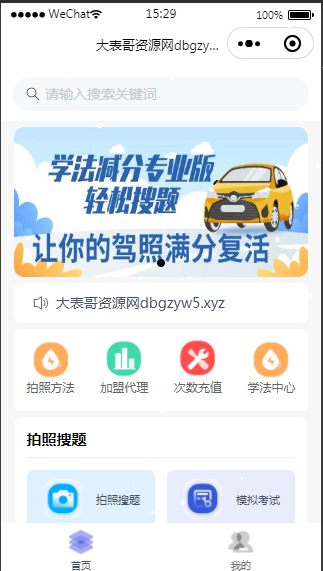 WeChat 15:29 100%
大表哥资源网dbgzy...
请输入搜索关键词
学法减分专业版
轻松搜题
让你的驾照满分复活
大表哥资源网dbgzyw5.xyz
拍照方法 加盟代理 次数充值 学法中心
拍照搜题
拍照搜题 模拟考试
首页 我的